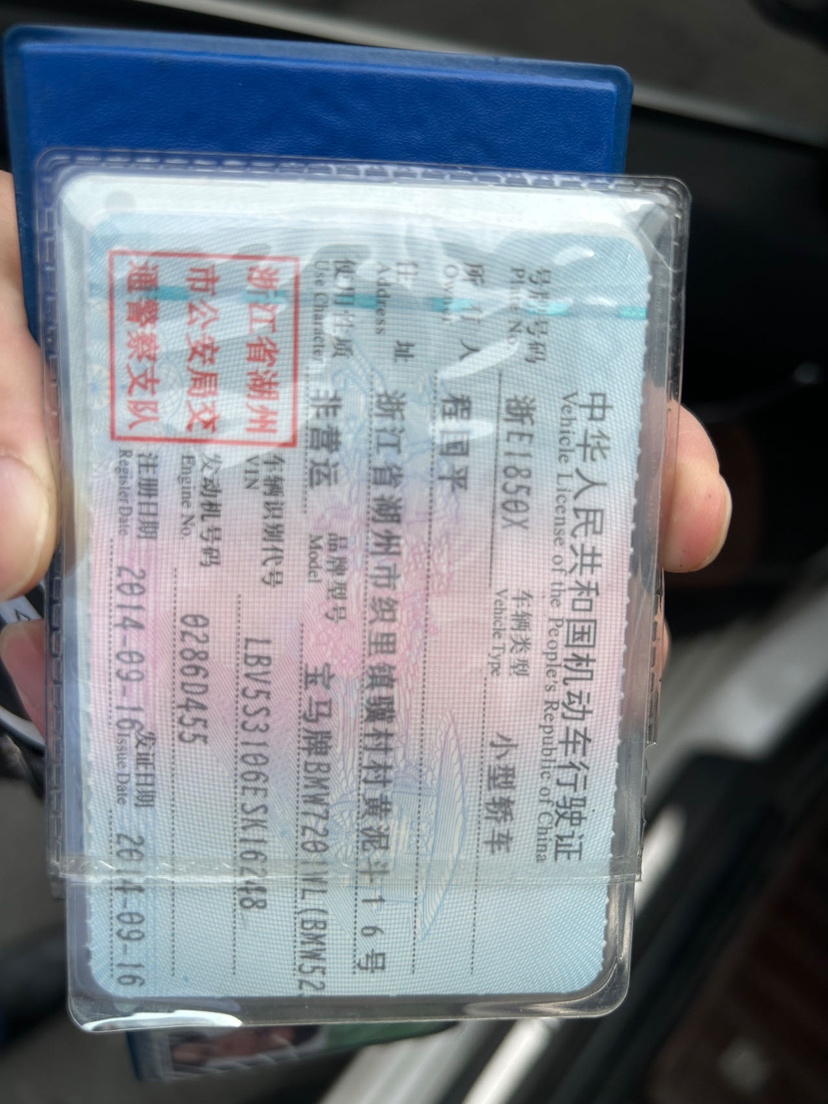 中华人民共和国机动车行驶证
Vehicle License of the People's Republic of China
号牌号码 浙E1850X 车辆类型 小型轿车
Plate No. Vehicle Type
所有人 程国平
Owner
住址 浙江省湖州市织里镇骥村村黄泥斗16号
Address
使用性质 非营运 品牌型号 宝马牌BMW7201VL(BMW52
Use Character Model
浙江省湖州
市公安局交
通警察支队
车辆识别代号 LBV5S3106ESK16248
VIN
发动机号码 0286D455
Engine No.
注册日期 2014-09-16 发证日期 2014-09-16
Register Date Issue Date